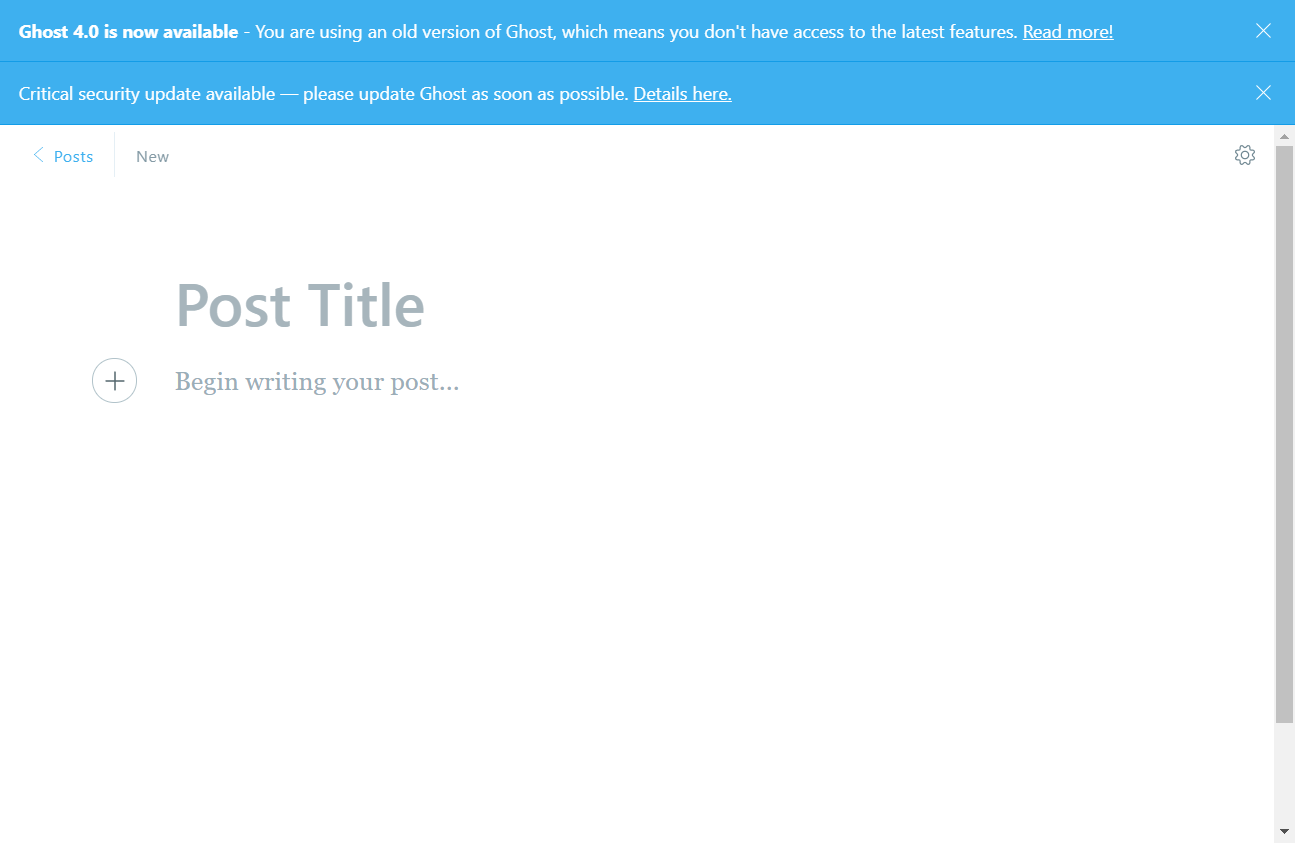 Ghost 4.0 is now available - You are using an old version of Ghost, which means you don't have access to the latest features. Read more!
Critical security update available — please update Ghost as soon as possible. Details here.
Posts
New
Post Title
Begin writing your post...